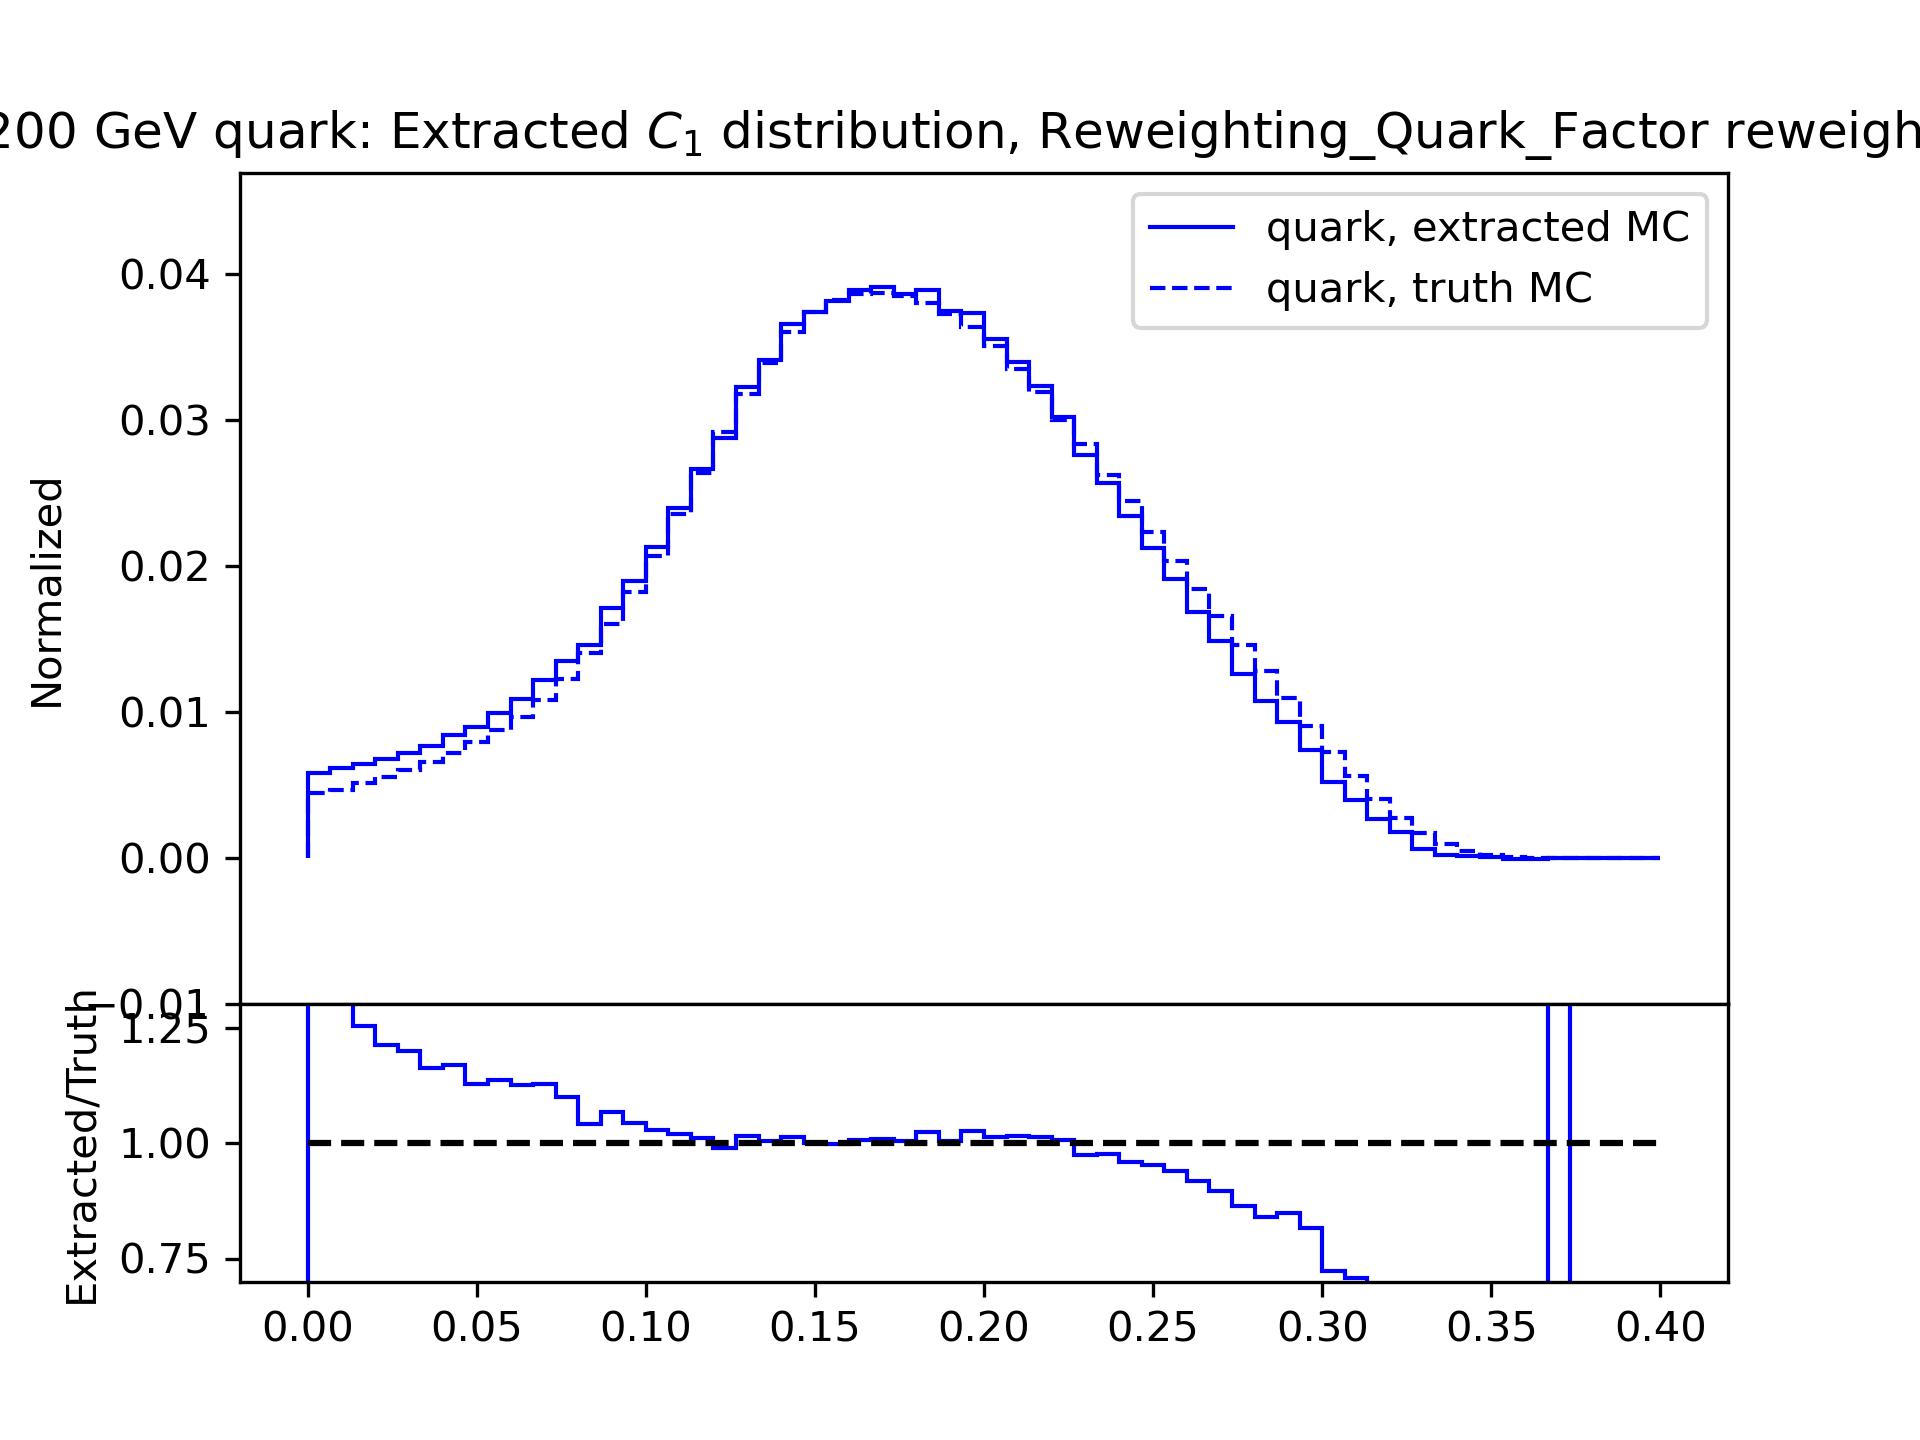 200 GeV quark: Extracted C1 distribution, Reweighting_Quark_Factor reweigh
quark, extracted MC
quark, truth MC
Normalized
0.04
0.03
0.02
0.01
0.00
−0.01
Extracted/Truth
1.25
1.00
0.75
0.00 0.05 0.10 0.15 0.20 0.25 0.30 0.35 0.40